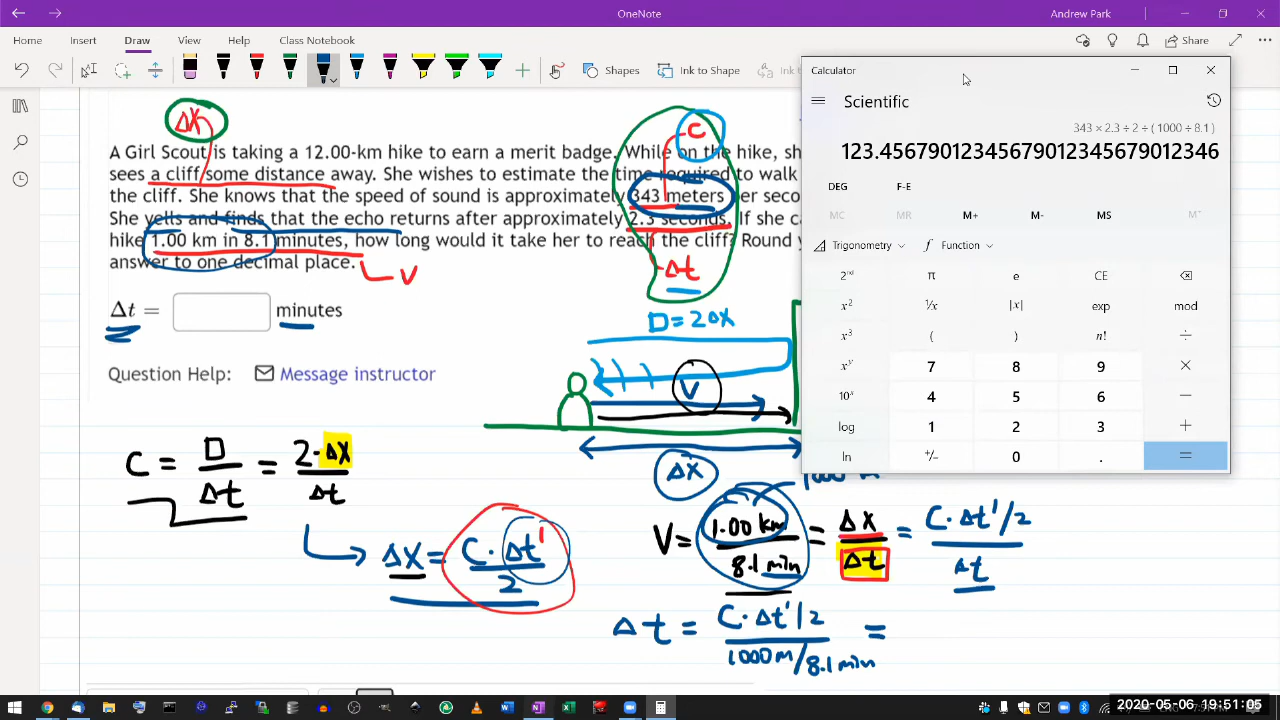 OneNote
Andrew Park
Home Insert Draw View Help Class Notebook
Share
Shapes
Ink to Shape
Ink to
Δx
C
A Girl Scout is taking a 12.00-km hike to earn a merit badge. While on the hike, sh
sees a cliff some distance away. She wishes to estimate the time required to walk
the cliff. She knows that the speed of sound is approximately 343 meters per seco
She yells and finds that the echo returns after approximately 2.3 seconds. If she ca
hike 1.00 km in 8.1 minutes, how long would it take her to reach the cliff? Round y
answer to one decimal place.
V
Δt
Δt = minutes
D = 2Δx
V
Question Help: Message instructor
Δx
C = D/Δt = 2·Δx/Δt
Δx = C·Δt'/2
V = 1.00 km/8.1 min = Δx/Δt = C·Δt'/2/Δt
Δt = C·Δt'/2/1000 m/8.1 min =
Calculator
Scientific
123.45679012345679012345679012346
DEG F-E
MC MR M+ M- MS M˅
Trigonometry Function
2ⁿᵈ π e CE
x² ¹/x |x| exp mod
x³ ( ) n! ÷
xʸ 7 8 9 ×
10ˣ 4 5 6 −
log 1 2 3 +
ln +/− 0 . =
2020-05-06 19:51:05